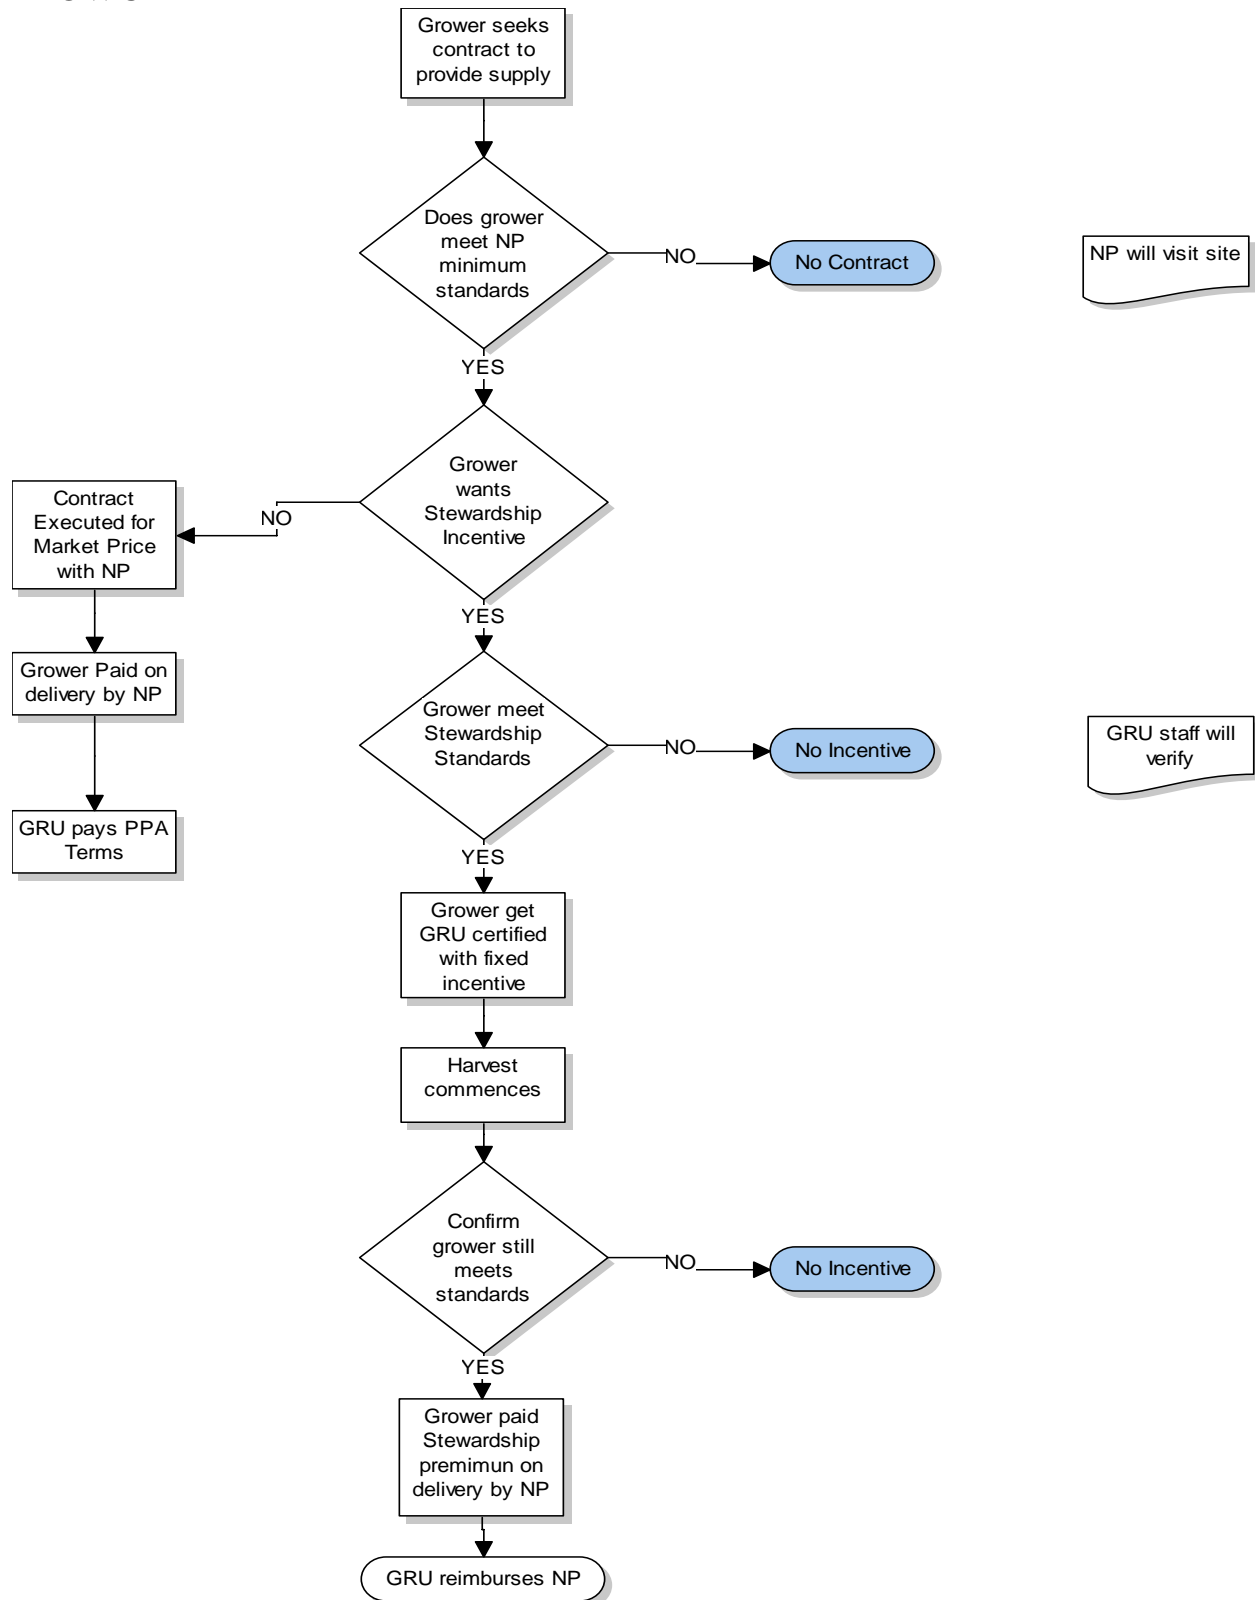 Grower seeks
contract to
provide supply
Does grower
meet NP
minimum
standards
NO
No Contract
NP will visit site
YES
Grower
wants
Stewardship
Incentive
NO
Contract
Executed for
Market Price
with NP
Grower Paid on
delivery by NP
GRU pays PPA
Terms
YES
Grower meet
Stewardship
Standards
NO
No Incentive
GRU staff will
verify
YES
Grower get
GRU certified
with fixed
incentive
Harvest
commences
Confirm
grower still
meets
standards
NO
No Incentive
YES
Grower paid
Stewardship
premimun on
delivery by NP
GRU reimburses NP